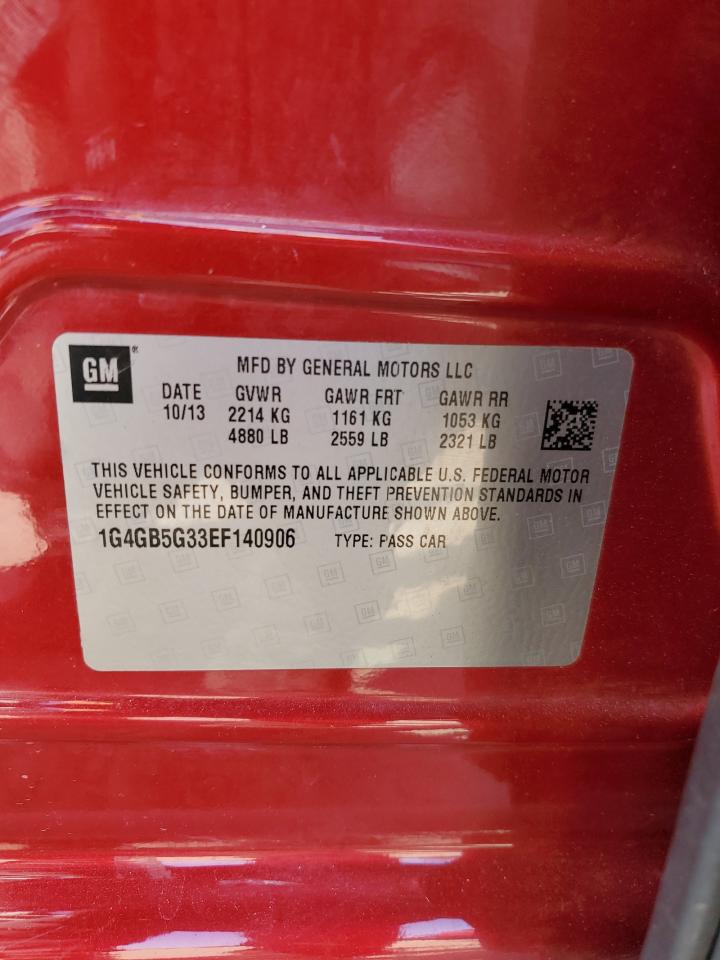 GM
MFD BY GENERAL MOTORS LLC
DATE GVWR GAWR FRT GAWR RR
10/13 2214 KG 1161 KG 1053 KG
4880 LB 2559 LB 2321 LB
THIS VEHICLE CONFORMS TO ALL APPLICABLE U.S. FEDERAL MOTOR
VEHICLE SAFETY, BUMPER, AND THEFT PREVENTION STANDARDS IN
EFFECT ON THE DATE OF MANUFACTURE SHOWN ABOVE.
1G4GB5G33EF140906 TYPE: PASS CAR